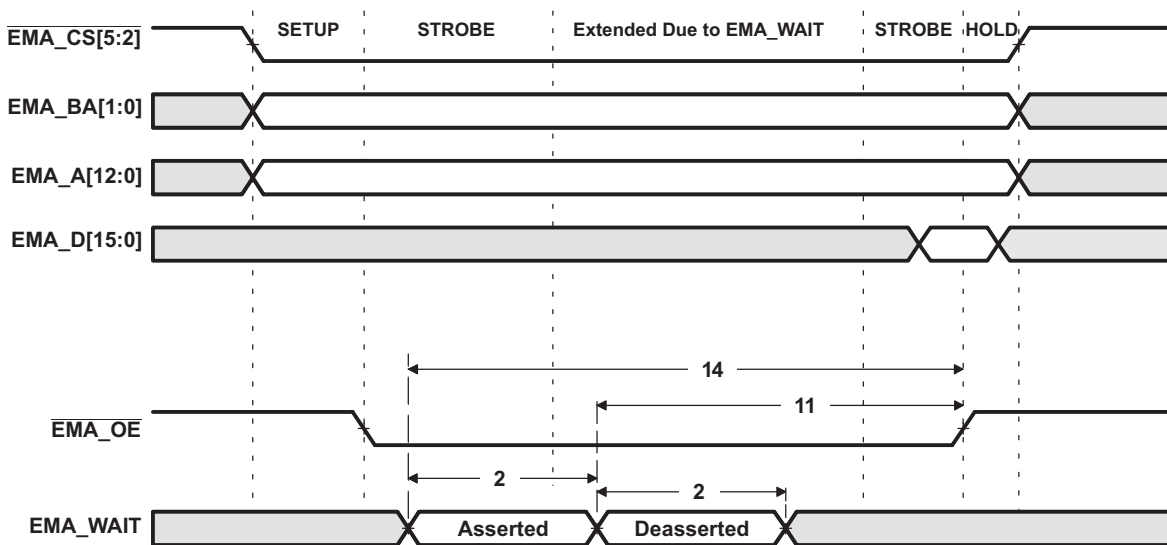 SETUP STROBE Extended Due to EMA_WAIT STROBE HOLD
EMA_CS[5:2]
EMA_BA[1:0]
EMA_A[12:0]
EMA_D[15:0]
14
11
EMA_OE
2
2
EMA_WAIT Asserted Deasserted